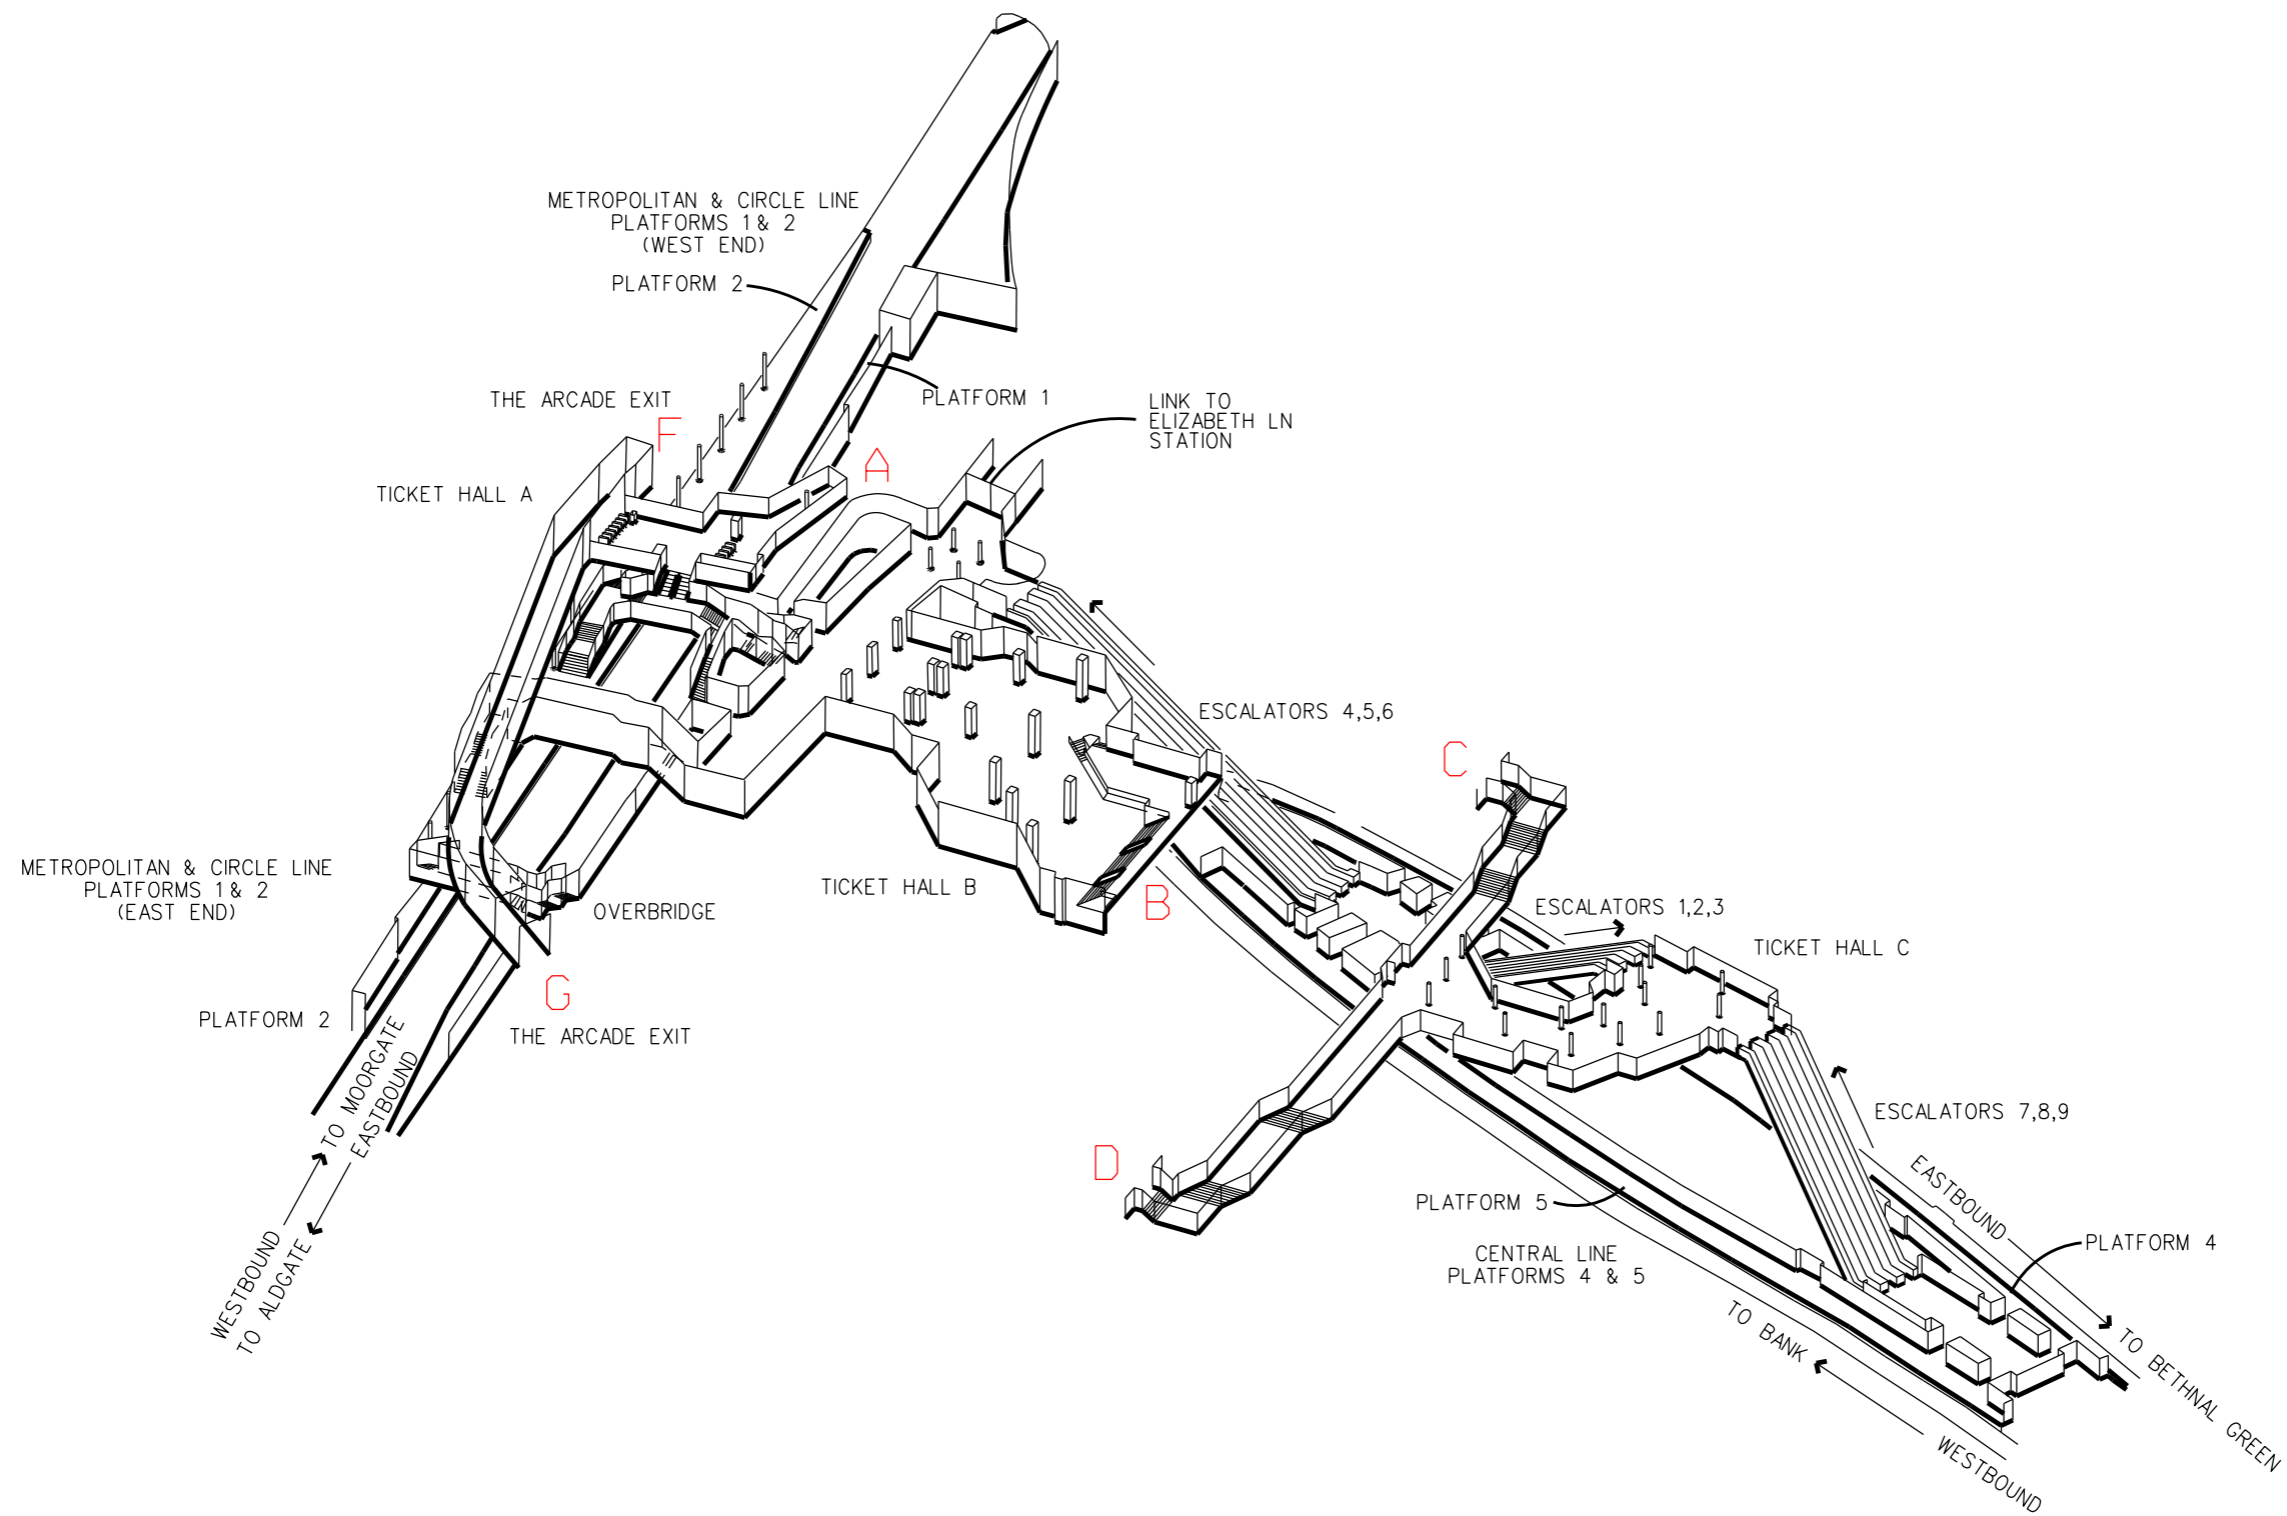 METROPOLITAN & CIRCLE LINE
PLATFORMS 1 & 2
(WEST END)
PLATFORM 2
THE ARCADE EXIT
F
PLATFORM 1
LINK TO
ELIZABETH LN
STATION
A
TICKET HALL A
ESCALATORS 4,5,6
C
METROPOLITAN & CIRCLE LINE
PLATFORMS 1 & 2
(EAST END)
TICKET HALL B
B
OVERBRIDGE
ESCALATORS 1,2,3
TICKET HALL C
G
PLATFORM 2
THE ARCADE EXIT
TO MOORGATE
EASTBOUND
WESTBOUND
TO ALDGATE
D
ESCALATORS 7,8,9
EASTBOUND
PLATFORM 5
PLATFORM 4
CENTRAL LINE
PLATFORMS 4 & 5
TO BANK
TO BETHNAL GREEN
WESTBOUND